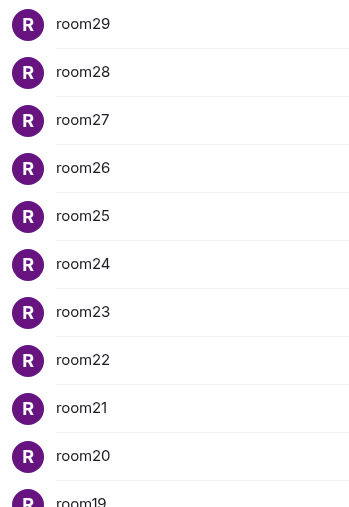 R room29
R room28
R room27
R room26
R room25
R room24
R room23
R room22
R room21
R room20
R room19